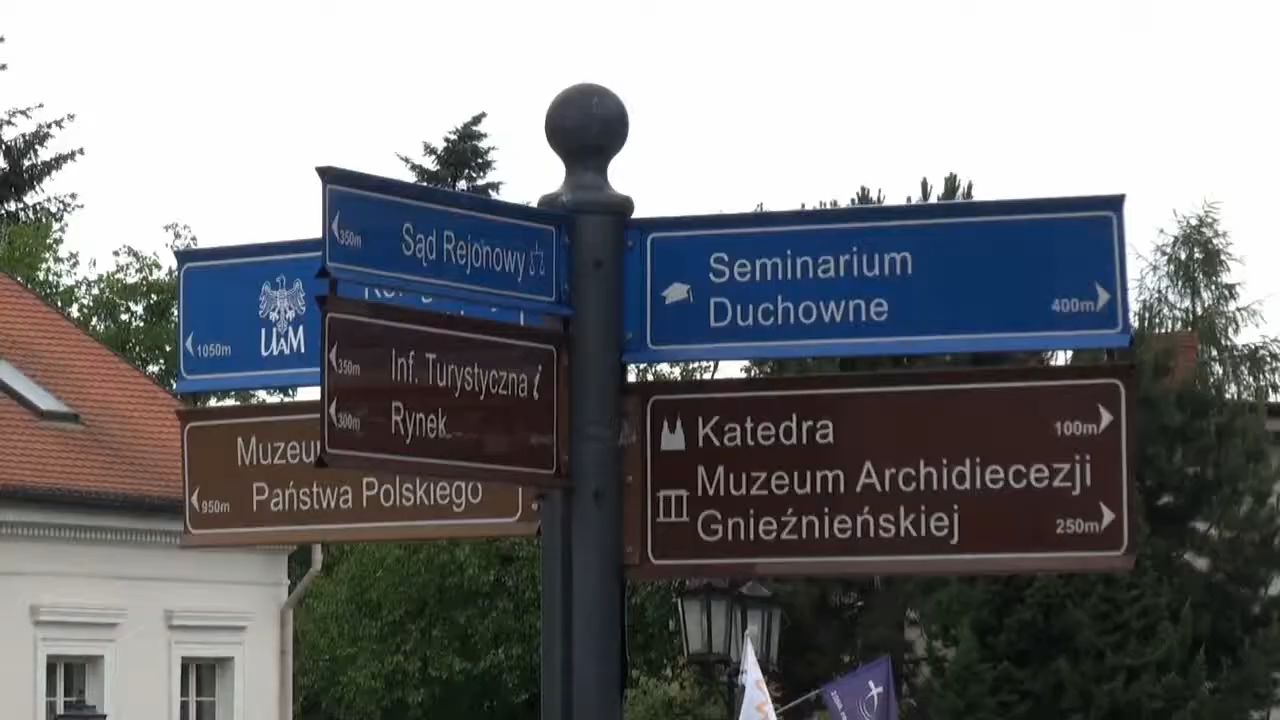 350m Sąd Rejonowy
1050m UAM
350m Inf. Turystyczna i
300m Rynek
Państwa Polskiego
950m
Seminarium
Duchowne
400m
Katedra
100m
Muzeum Archidiecezji
Gnieźnieńskiej
250m